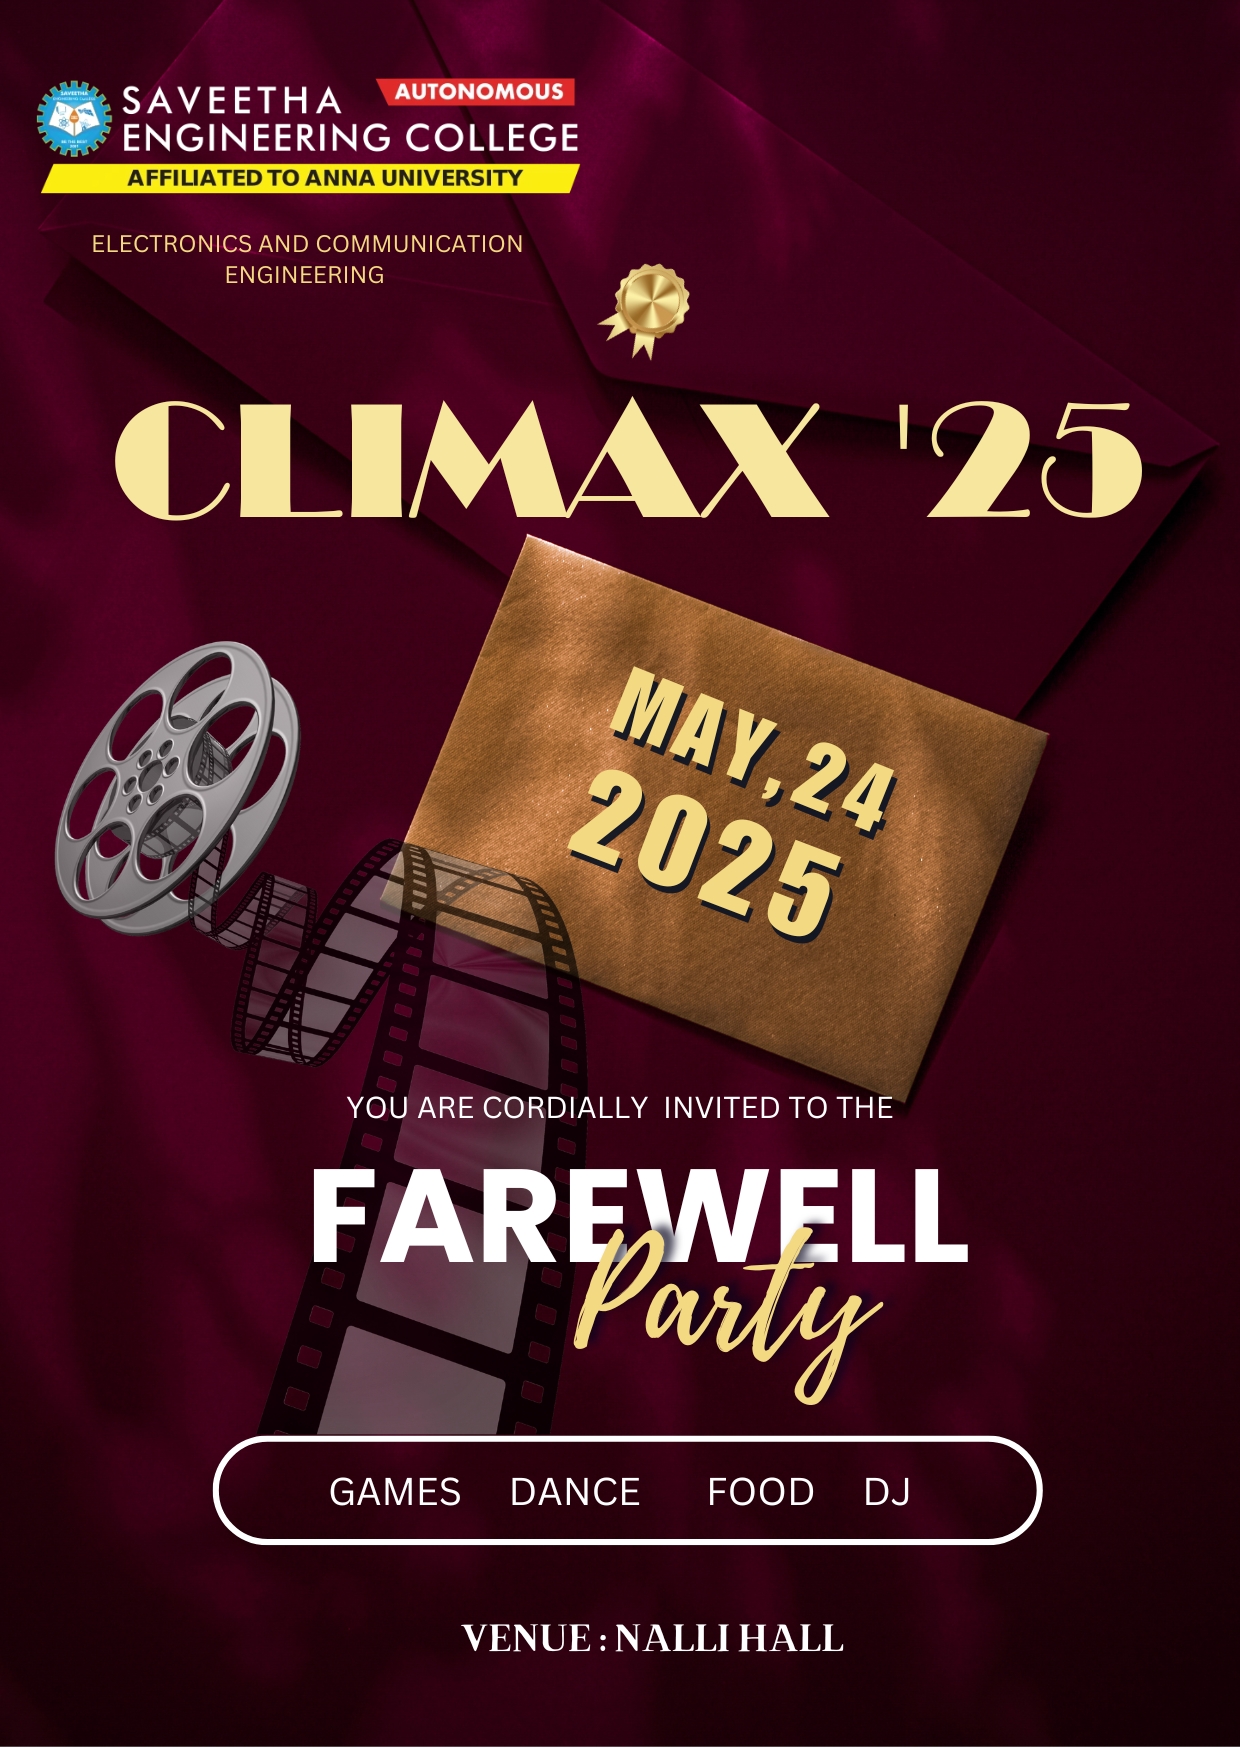 SAVEETHA
AUTONOMOUS
ENGINEERING COLLEGE
AFFILIATED TO ANNA UNIVERSITY
ELECTRONICS AND COMMUNICATION
ENGINEERING
CLIMAX '25
MAY,24
2025
YOU ARE CORDIALLY INVITED TO THE
FAREWELL
Party
GAMES DANCE FOOD DJ
VENUE : NALLI HALL